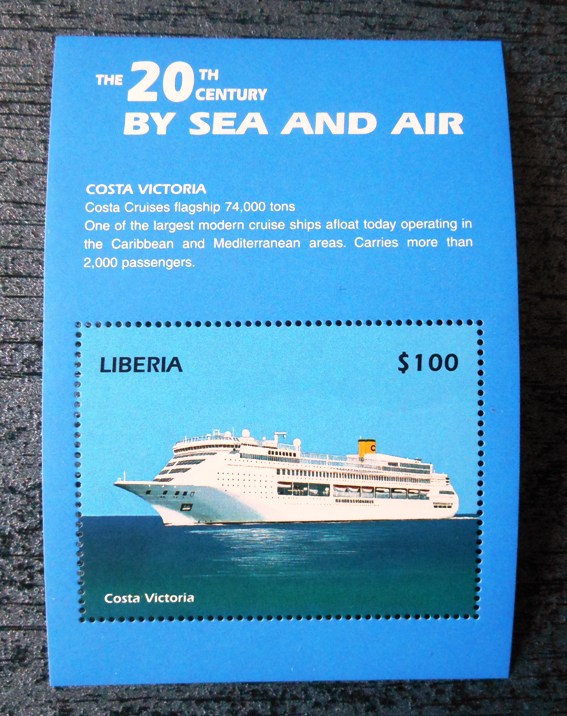 THE 20TH CENTURY
BY SEA AND AIR
COSTA VICTORIA
Costa Cruises flagship 74,000 tons
One of the largest modern cruise ships afloat today operating in
the Caribbean and Mediterranean areas. Carries more than
2,000 passengers.
LIBERIA $100
C
Costa Victoria